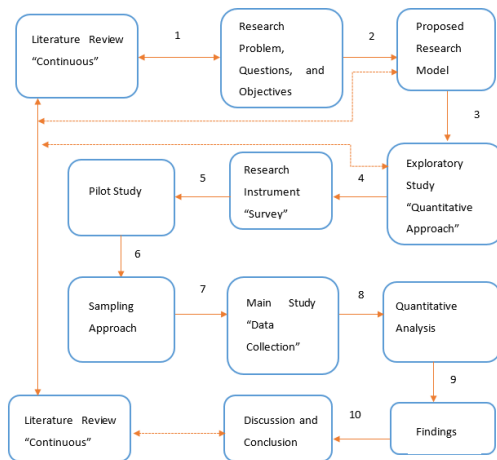 Literature Review
“Continuous”
1
Research
Problem,
Questions, and
Objectives
2
Proposed
Research
Model
3
Exploratory
Study
“Quantitative
Approach”
4
Research
Instrument
“Survey”
5
Pilot Study
6
Sampling
Approach
7
Main Study
“Data
Collection”
8
Quantitative
Analysis
9
Findings
10
Discussion and
Conclusion
Literature Review
“Continuous”